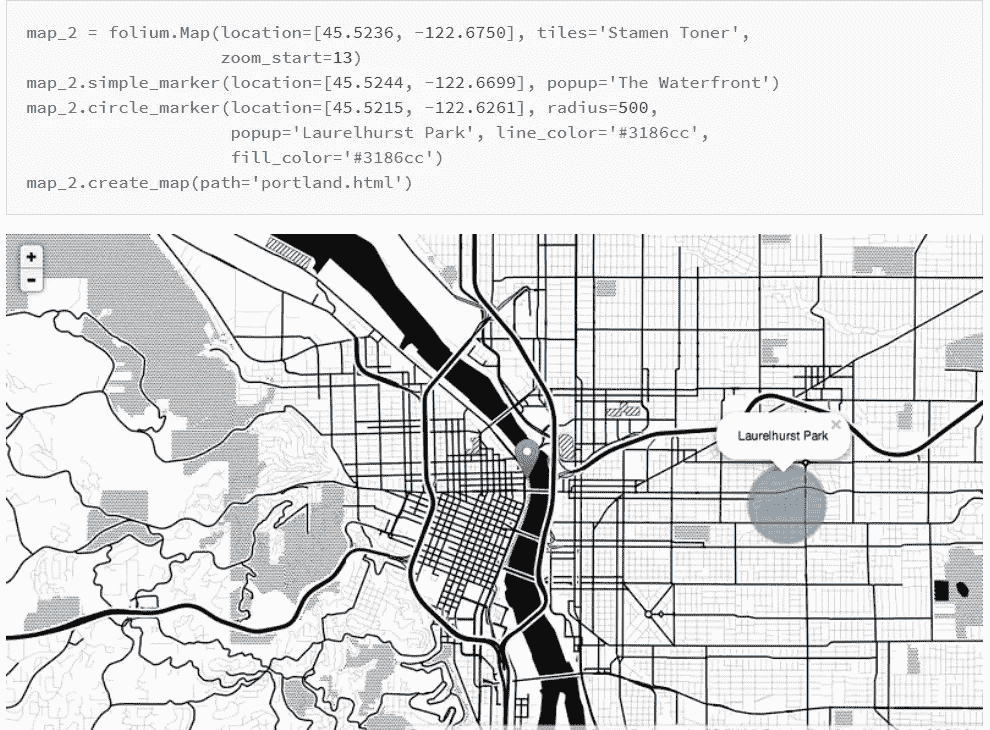 map_2 = folium.Map(location=[45.5236, -122.6750], tiles='Stamen Toner',
                   zoom_start=13)
map_2.simple_marker(location=[45.5244, -122.6699], popup='The Waterfront')
map_2.circle_marker(location=[45.5215, -122.6261], radius=500,
                    popup='Laurelhurst Park', line_color='#3186cc',
                    fill_color='#3186cc')
map_2.create_map(path='portland.html')
+
-
Laurelhurst Park ×